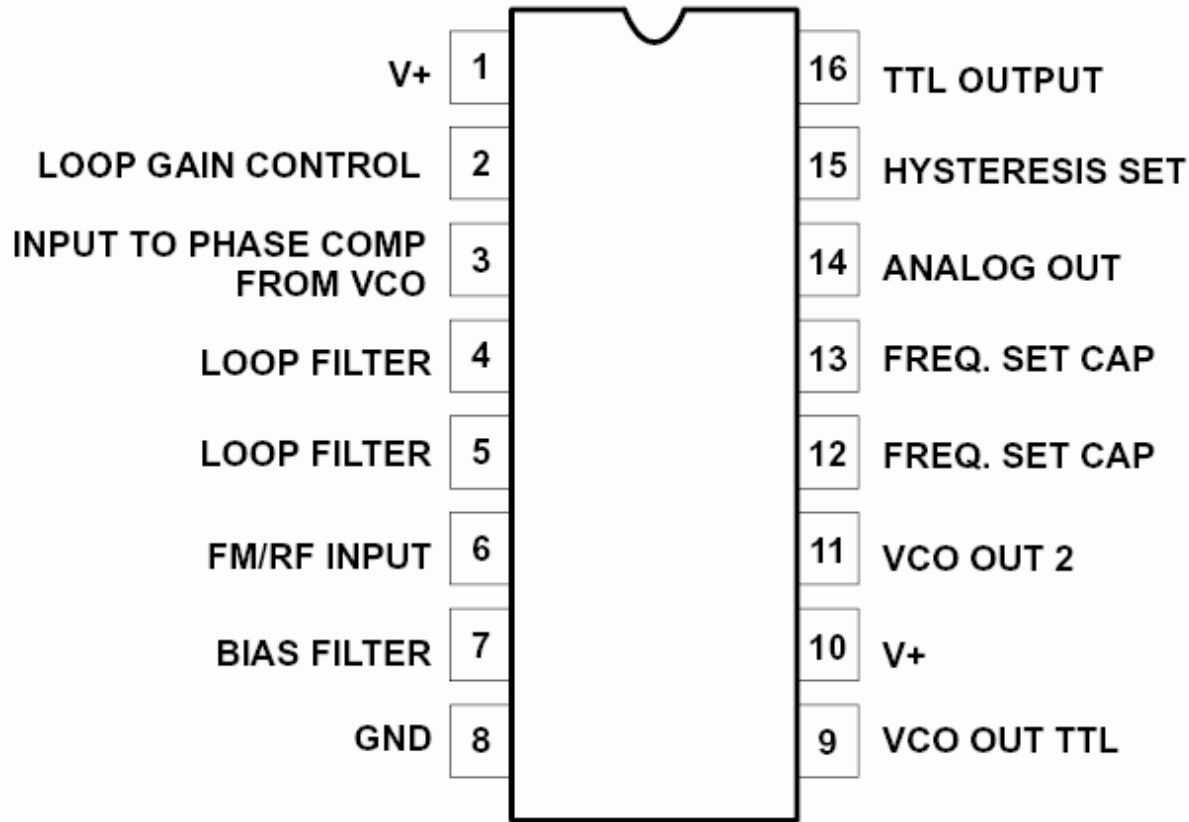 V+ 1
LOOP GAIN CONTROL 2
INPUT TO PHASE COMP
FROM VCO 3
LOOP FILTER 4
LOOP FILTER 5
FM/RF INPUT 6
BIAS FILTER 7
GND 8
16 TTL OUTPUT
15 HYSTERESIS SET
14 ANALOG OUT
13 FREQ. SET CAP
12 FREQ. SET CAP
11 VCO OUT 2
10 V+
9 VCO OUT TTL